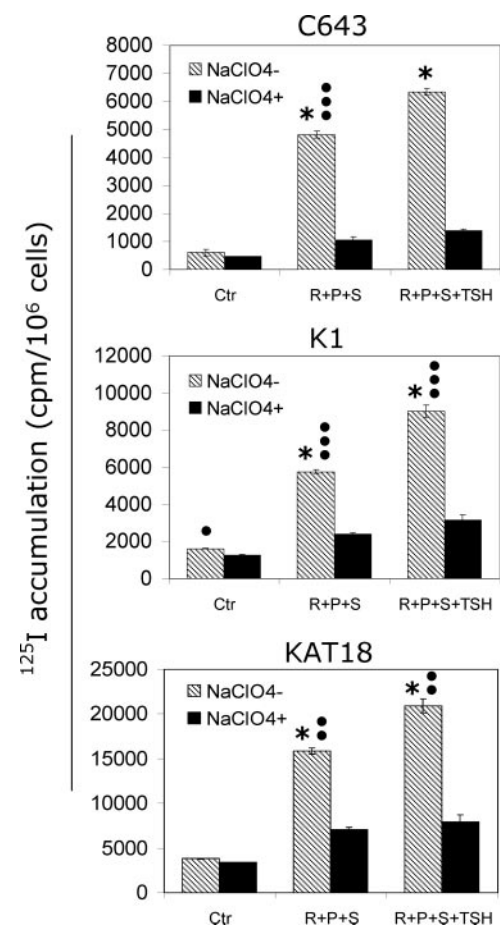 C643
8000
7000
6000
5000
4000
3000
2000
1000
0
NaClO4-
NaClO4+
*
*
Ctr
R+P+S
R+P+S+TSH
K1
12000
10000
8000
6000
4000
2000
0
NaClO4-
NaClO4+
*
*
Ctr
R+P+S
R+P+S+TSH
KAT18
25000
20000
15000
10000
5000
0
NaClO4-
NaClO4+
*
*
Ctr
R+P+S
R+P+S+TSH
¹²⁵I accumulation (cpm/10⁶ cells)